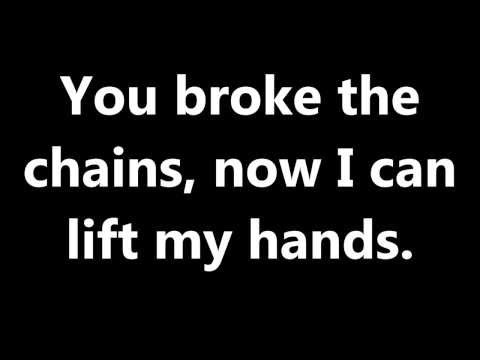 You broke the
chains, now I can
lift my hands.